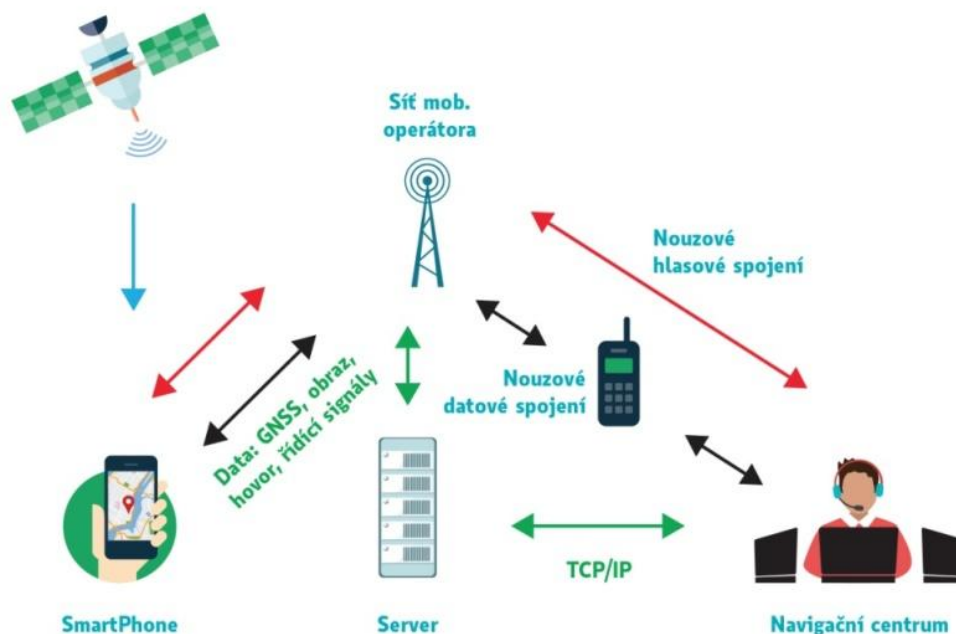 Síť mob.
operátora
Nouzové
hlasové spojení
Nouzové
datové spojení
Data: GNSS, obraz,
hovor, řídící signály
TCP/IP
SmartPhone
Server
Navigační centrum